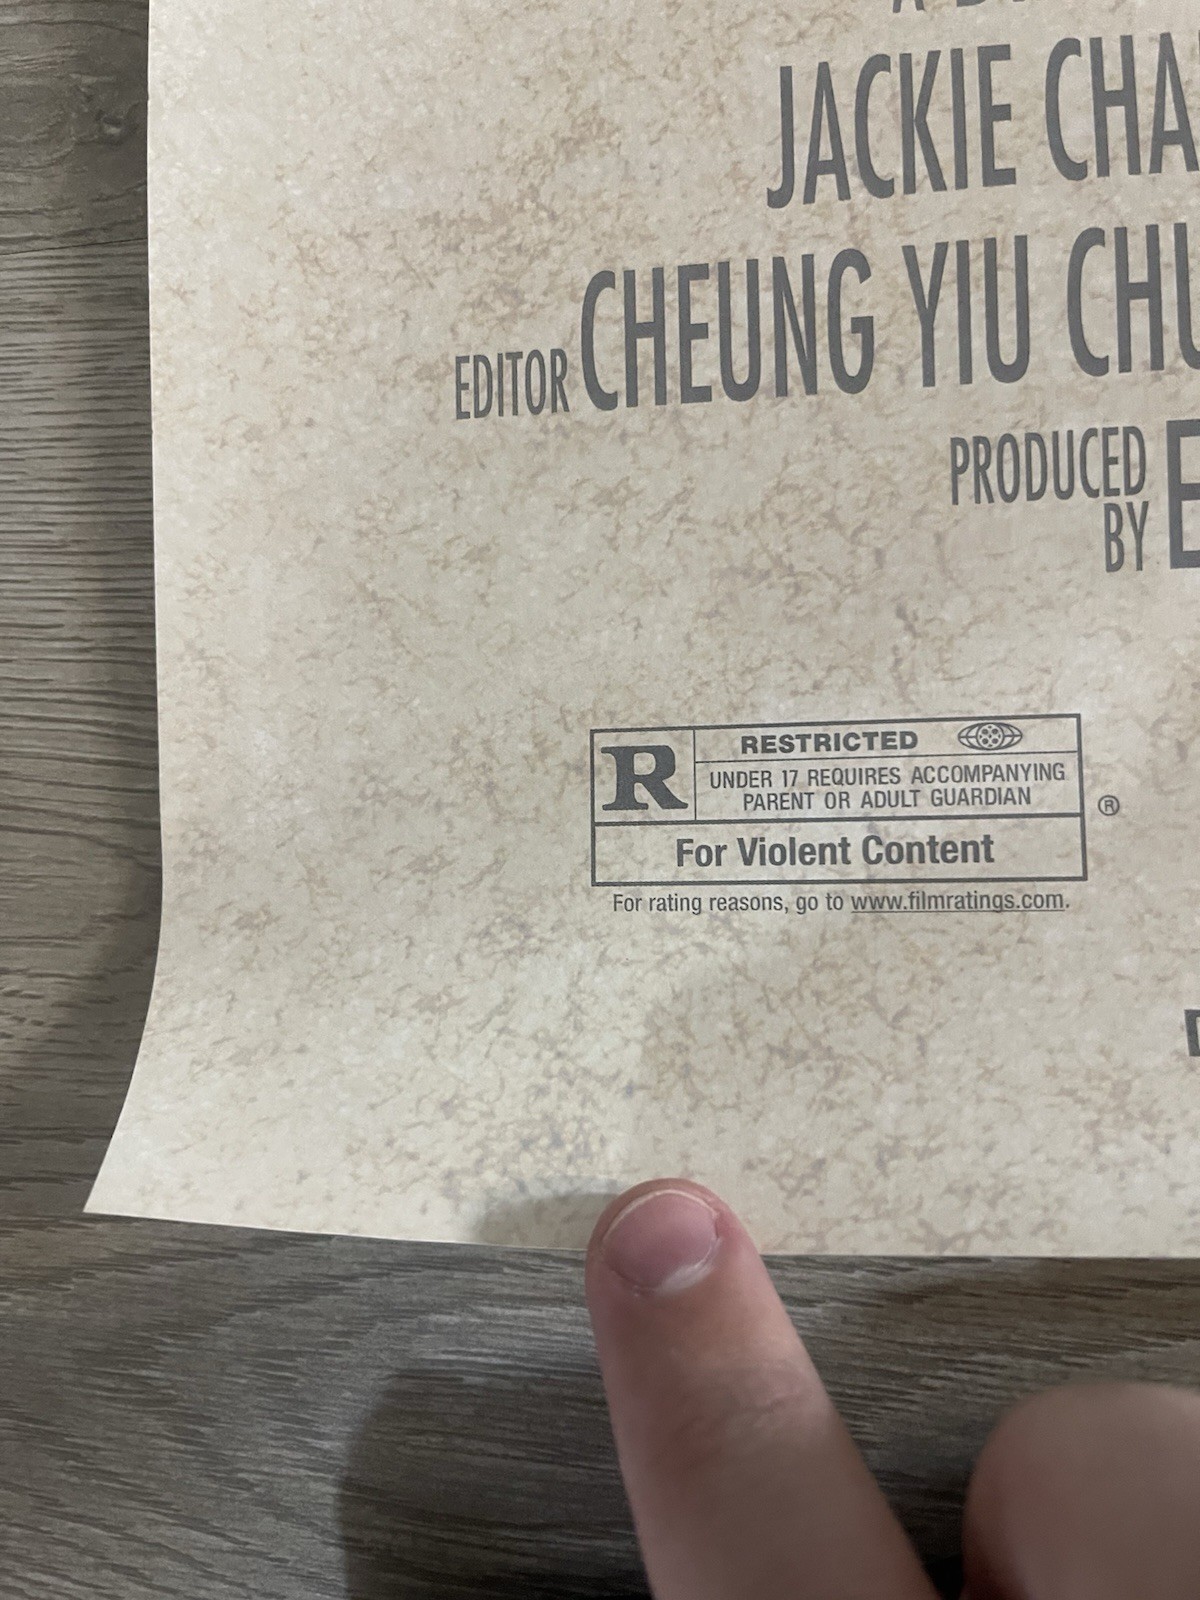 JACKIE CHA
EDITOR CHEUNG YIU CHU
PRODUCED
BY E
R
RESTRICTED
UNDER 17 REQUIRES ACCOMPANYING
PARENT OR ADULT GUARDIAN
®
For Violent Content
For rating reasons, go to www.filmratings.com.